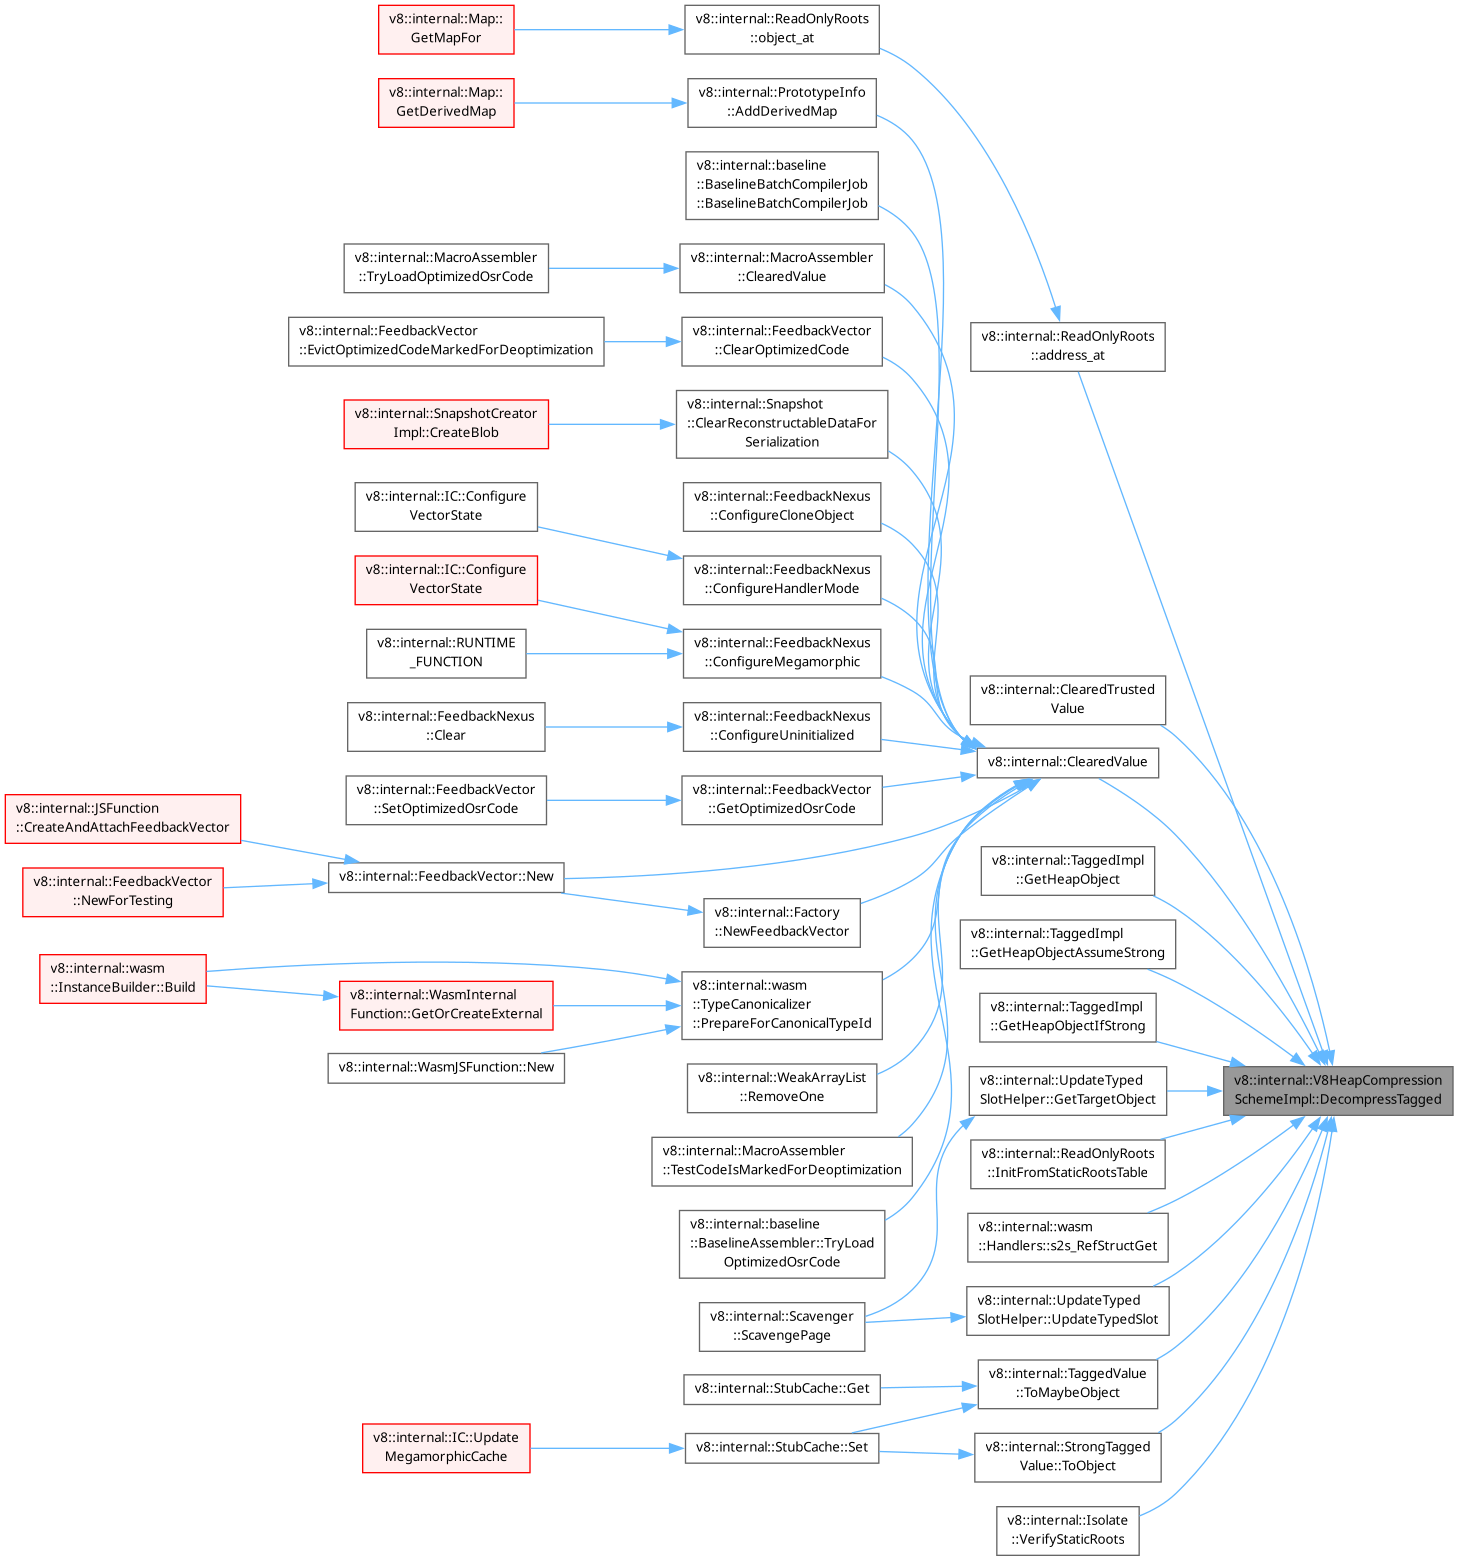 v8::internal::Map::
GetMapFor
v8::internal::ReadOnlyRoots
::object_at
v8::internal::Map::
GetDerivedMap
v8::internal::PrototypeInfo
::AddDerivedMap
v8::internal::baseline
::BaselineBatchCompilerJob
::BaselineBatchCompilerJob
v8::internal::MacroAssembler
::TryLoadOptimizedOsrCode
v8::internal::MacroAssembler
::ClearedValue
v8::internal::FeedbackVector
::EvictOptimizedCodeMarkedForDeoptimization
v8::internal::FeedbackVector
::ClearOptimizedCode
v8::internal::ReadOnlyRoots
::address_at
v8::internal::SnapshotCreator
Impl::CreateBlob
v8::internal::Snapshot
::ClearReconstructableDataFor
Serialization
v8::internal::IC::Configure
VectorState
v8::internal::FeedbackNexus
::ConfigureCloneObject
v8::internal::IC::Configure
VectorState
v8::internal::FeedbackNexus
::ConfigureHandlerMode
v8::internal::RUNTIME
_FUNCTION
v8::internal::FeedbackNexus
::ConfigureMegamorphic
v8::internal::ClearedTrusted
Value
v8::internal::FeedbackNexus
::Clear
v8::internal::FeedbackNexus
::ConfigureUninitialized
v8::internal::ClearedValue
v8::internal::JSFunction
::CreateAndAttachFeedbackVector
v8::internal::FeedbackVector
::SetOptimizedOsrCode
v8::internal::FeedbackVector
::GetOptimizedOsrCode
v8::internal::FeedbackVector
::NewForTesting
v8::internal::FeedbackVector::New
v8::internal::Factory
::NewFeedbackVector
v8::internal::TaggedImpl
::GetHeapObject
v8::internal::TaggedImpl
::GetHeapObjectAssumeStrong
v8::internal::wasm
::InstanceBuilder::Build
v8::internal::WasmInternal
Function::GetOrCreateExternal
v8::internal::wasm
::TypeCanonicalizer
::PrepareForCanonicalTypeId
v8::internal::TaggedImpl
::GetHeapObjectIfStrong
v8::internal::WasmJSFunction::New
v8::internal::WeakArrayList
::RemoveOne
v8::internal::UpdateTyped
SlotHelper::GetTargetObject
v8::internal::V8HeapCompression
SchemeImpl::DecompressTagged
v8::internal::MacroAssembler
::TestCodeIsMarkedForDeoptimization
v8::internal::ReadOnlyRoots
::InitFromStaticRootsTable
v8::internal::baseline
::BaselineAssembler::TryLoad
OptimizedOsrCode
v8::internal::wasm
::Handlers::s2s_RefStructGet
v8::internal::Scavenger
::ScavengePage
v8::internal::UpdateTyped
SlotHelper::UpdateTypedSlot
v8::internal::StubCache::Get
v8::internal::TaggedValue
::ToMaybeObject
v8::internal::IC::Update
MegamorphicCache
v8::internal::StubCache::Set
v8::internal::StrongTagged
Value::ToObject
v8::internal::Isolate
::VerifyStaticRoots